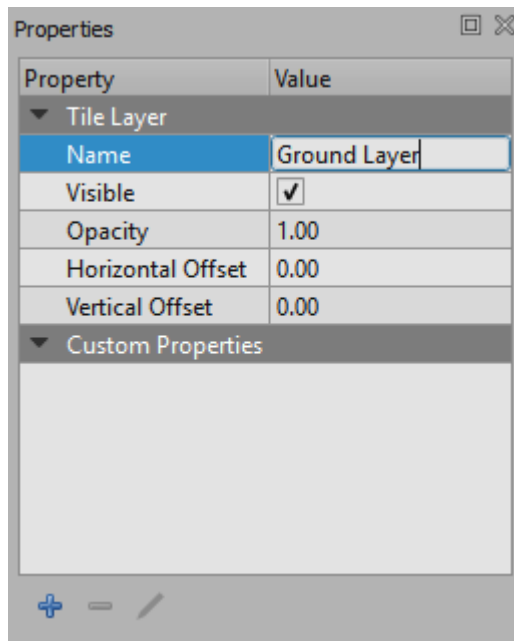 Properties
Property Value
Tile Layer
Name Ground Layer
Visible
Opacity 1.00
Horizontal Offset 0.00
Vertical Offset 0.00
Custom Properties